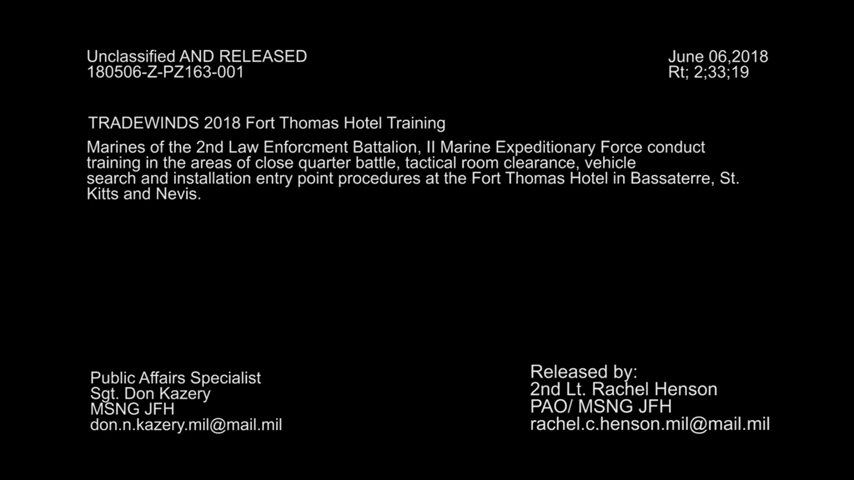 Unclassified AND RELEASED
180506-Z-PZ163-001
June 06,2018
Rt; 2;33;19
TRADEWINDS 2018 Fort Thomas Hotel Training
Marines of the 2nd Law Enforcment Battalion, II Marine Expeditionary Force conduct
training in the areas of close quarter battle, tactical room clearance, vehicle
search and installation entry point procedures at the Fort Thomas Hotel in Bassaterre, St.
Kitts and Nevis.
Public Affairs Specialist
Sgt. Don Kazery
MSNG JFH
don.n.kazery.mil@mail.mil
Released by:
2nd Lt. Rachel Henson
PAO/ MSNG JFH
rachel.c.henson.mil@mail.mil